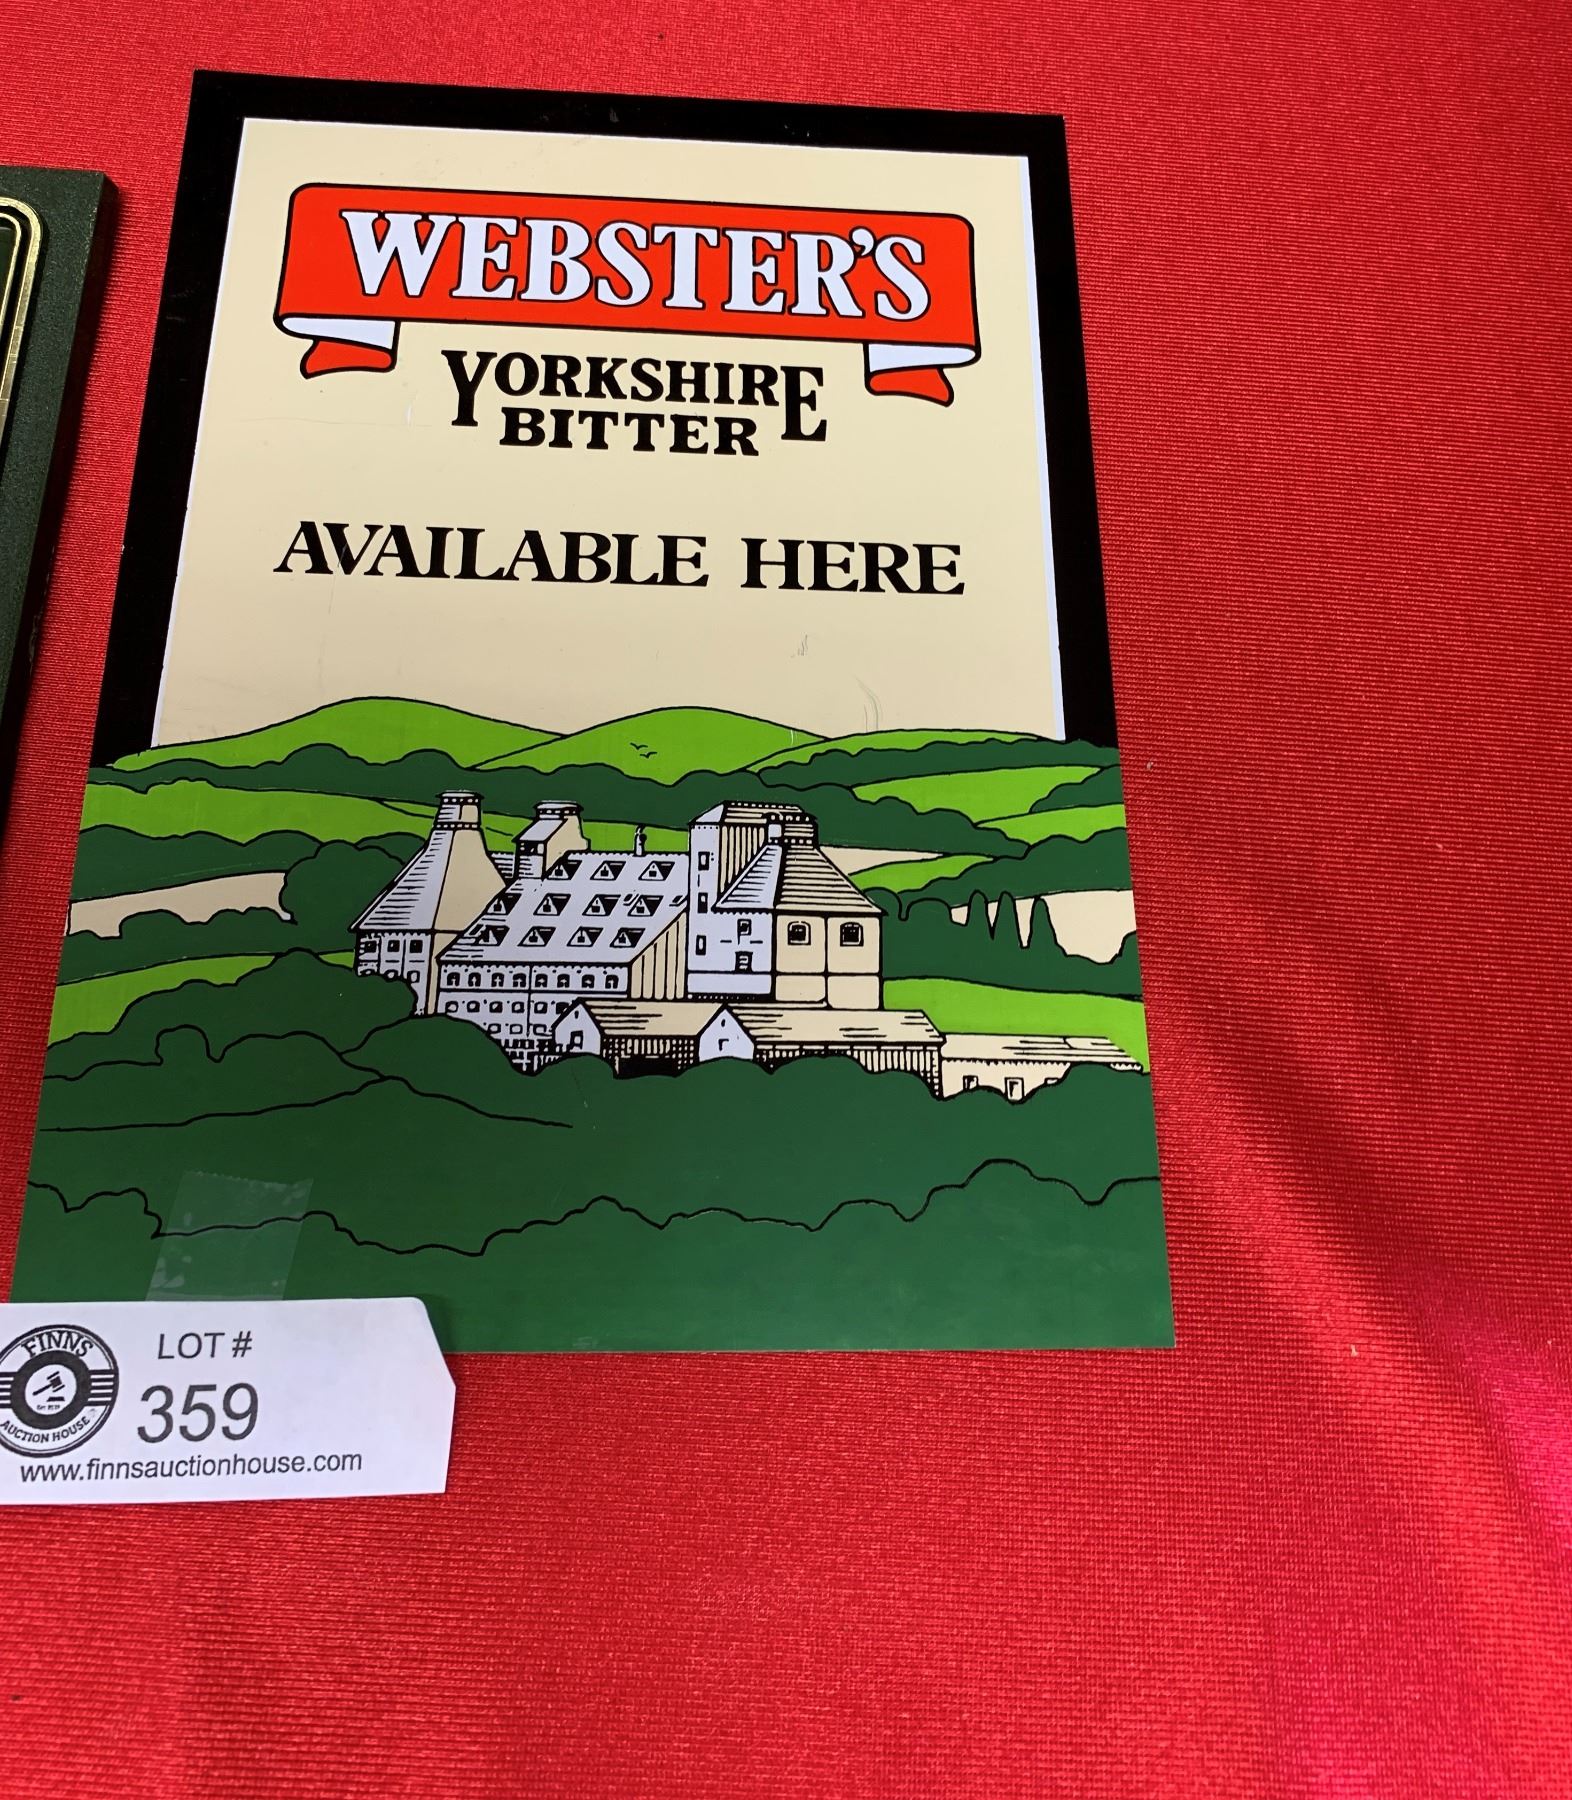 WEBSTER'S
YORKSHIRE
BITTER
AVAILABLE HERE
FINNS
AUCTION HOUSE
LOT #
359
www.finnsauctionhouse.com